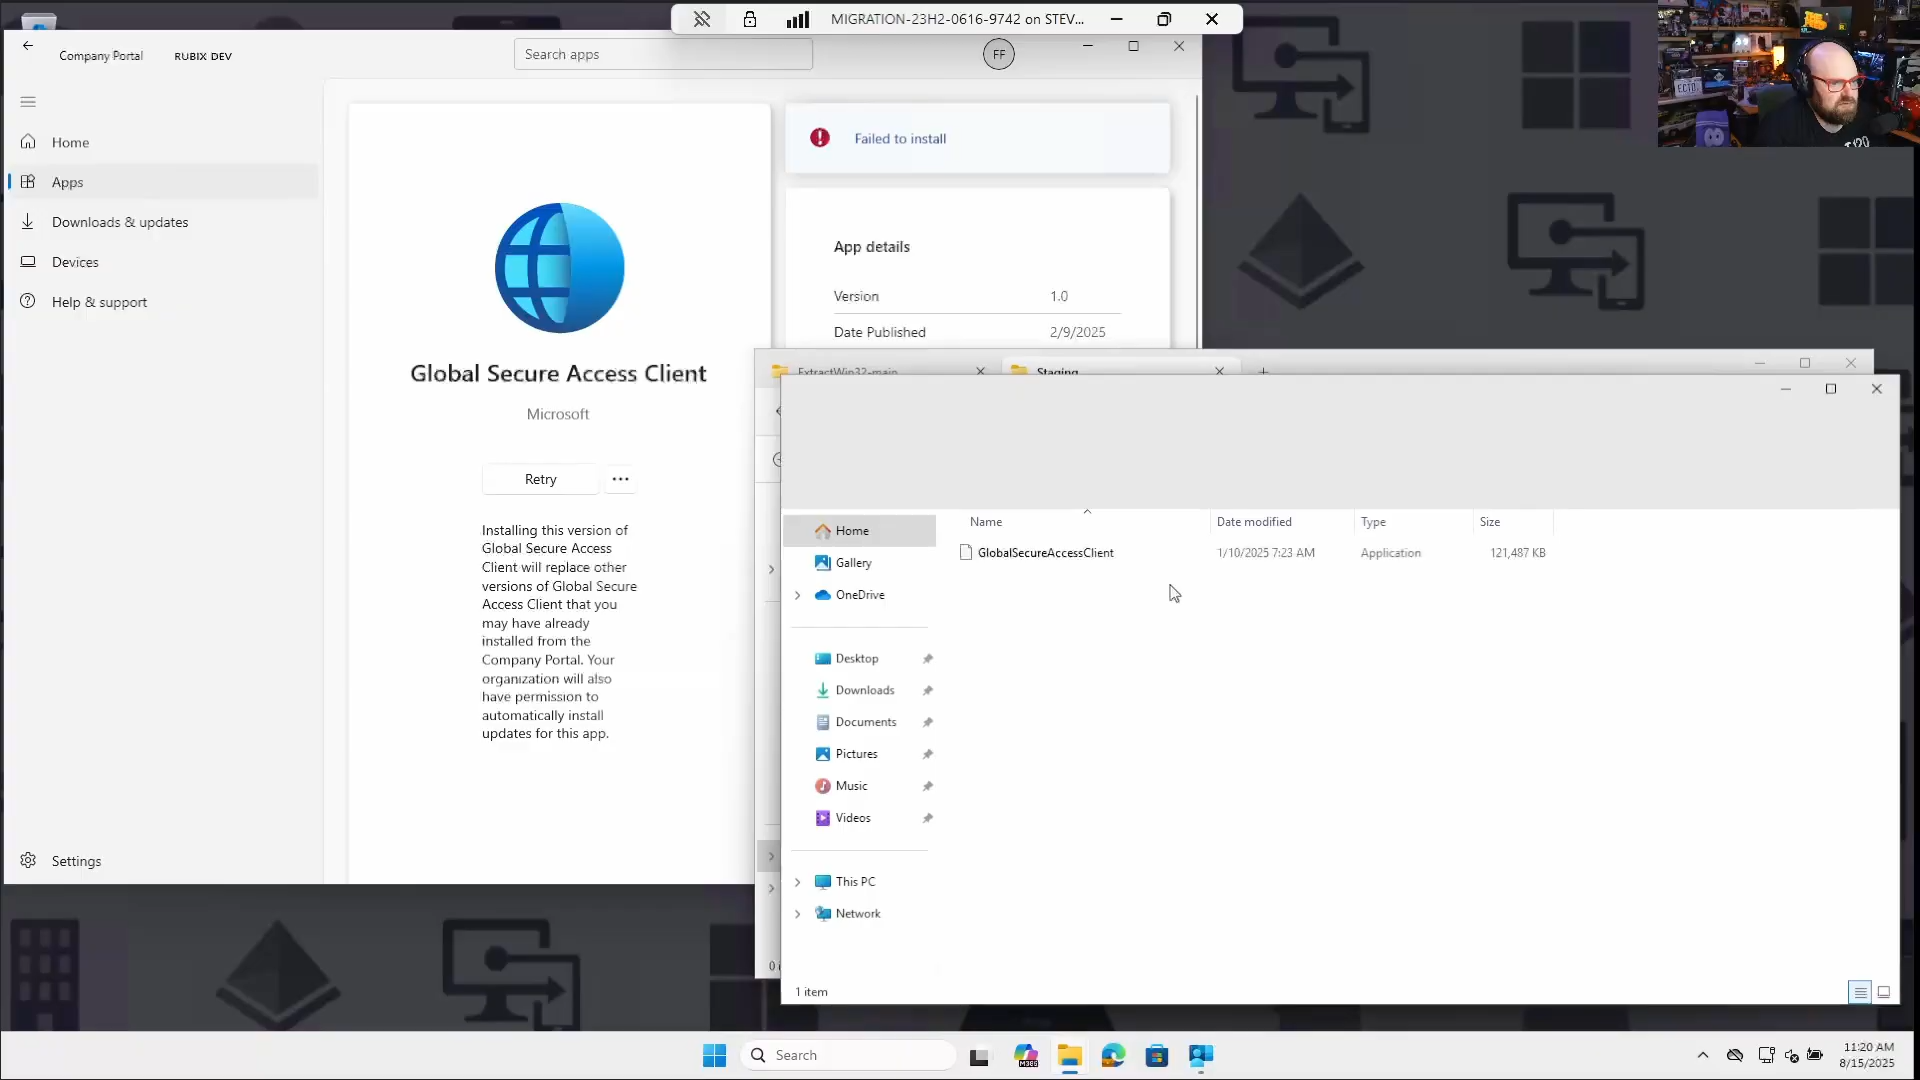 MIGRATION-23H2-0616-9742 on STEV...
Company Portal
RUBIX DEV
Search apps
FF
Home
Apps
Downloads & updates
Devices
Help & support
Settings
Failed to install
App details
Version 1.0
Date Published 2/9/2025
Global Secure Access Client
Microsoft
Retry
Installing this version of
Global Secure Access
Client will replace other
versions of Global Secure
Access Client that you
may have already
installed from the
Company Portal. Your
organization will also
have permission to
automatically install
updates for this app.
ExtractWin32-main
Staging
Home
Gallery
OneDrive
Desktop
Downloads
Documents
Pictures
Music
Videos
This PC
Network
Name Date modified Type Size
GlobalSecureAccessClient 1/10/2025 7:23 AM Application 121,487 KB
1 item
Search
M365
11:20 AM
8/15/2025
ECTO